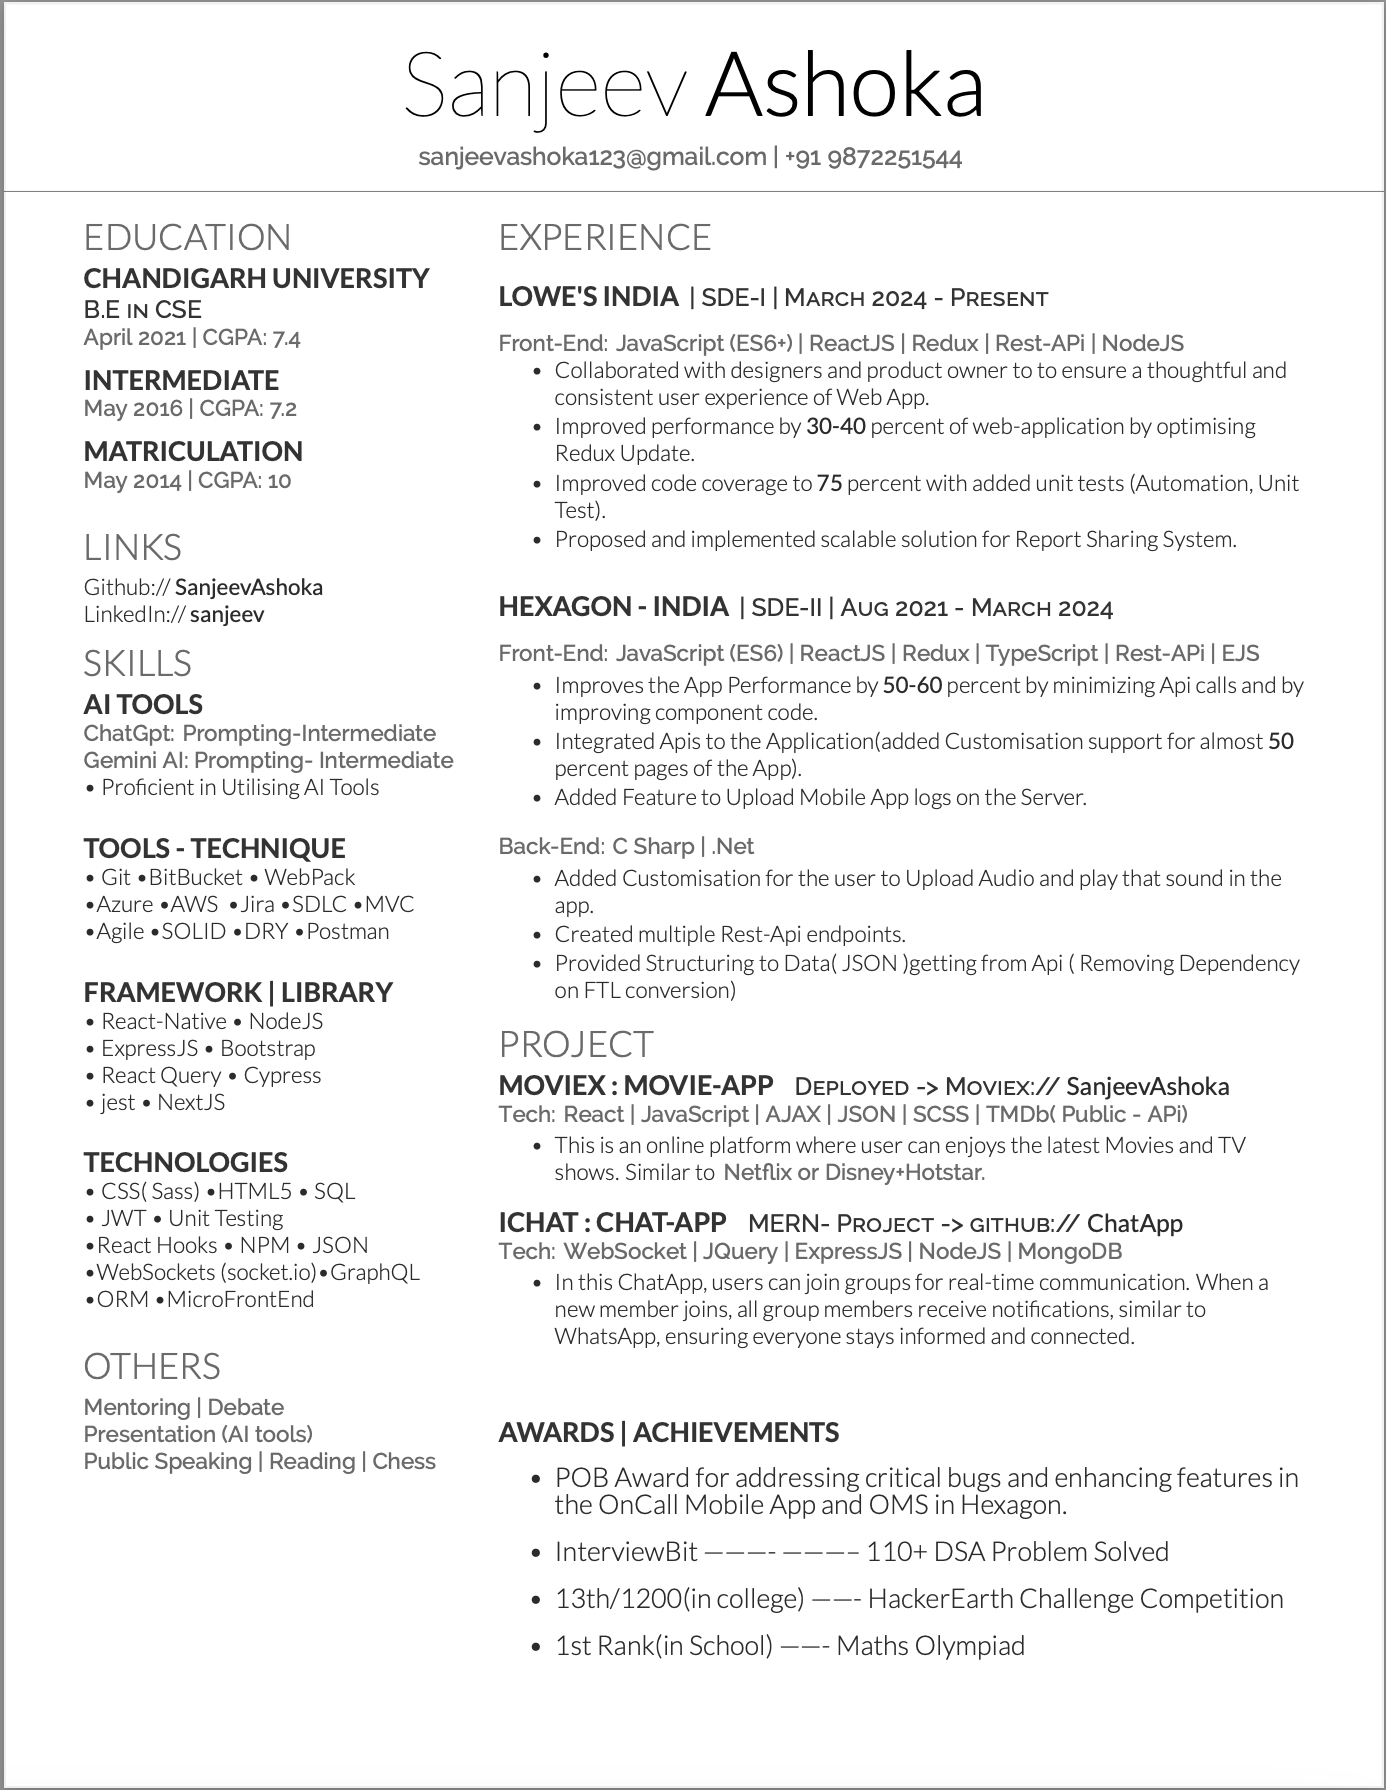 Sanjeev Ashoka
sanjeevashoka123@gmail.com | +91 9872251544
EDUCATION
CHANDIGARH UNIVERSITY
B.E IN CSE
April 2021 | CGPA: 7.4
INTERMEDIATE
May 2016 | CGPA: 7.2
MATRICULATION
May 2014 | CGPA: 10
LINKS
Github:// SanjeevAshoka
LinkedIn:// sanjeev
SKILLS
AI TOOLS
ChatGpt: Prompting-Intermediate
Gemini AI: Prompting- Intermediate
• Proficient in Utilising AI Tools
TOOLS - TECHNIQUE
• Git •BitBucket • WebPack
•Azure •AWS •Jira •SDLC •MVC
•Agile •SOLID •DRY •Postman
FRAMEWORK | LIBRARY
• React-Native • NodeJS
• ExpressJS • Bootstrap
• React Query • Cypress
• jest • NextJS
TECHNOLOGIES
• CSS( Sass) •HTML5 • SQL
• JWT • Unit Testing
•React Hooks • NPM • JSON
•WebSockets (socket.io)•GraphQL
•ORM •MicroFrontEnd
OTHERS
Mentoring | Debate
Presentation (AI tools)
Public Speaking | Reading | Chess
EXPERIENCE
LOWE'S INDIA | SDE-I | MARCH 2024 - PRESENT
Front-End: JavaScript (ES6+) | ReactJS | Redux | Rest-APi | NodeJS
• Collaborated with designers and product owner to to ensure a thoughtful and
consistent user experience of Web App.
• Improved performance by 30-40 percent of web-application by optimising
Redux Update.
• Improved code coverage to 75 percent with added unit tests (Automation, Unit
Test).
• Proposed and implemented scalable solution for Report Sharing System.
HEXAGON - INDIA | SDE-II | AUG 2021 - MARCH 2024
Front-End: JavaScript (ES6) | ReactJS | Redux | TypeScript | Rest-APi | EJS
• Improves the App Performance by 50-60 percent by minimizing Api calls and by
improving component code.
• Integrated Apis to the Application(added Customisation support for almost 50
percent pages of the App).
• Added Feature to Upload Mobile App logs on the Server.
Back-End: C Sharp | .Net
• Added Customisation for the user to Upload Audio and play that sound in the
app.
• Created multiple Rest-Api endpoints.
• Provided Structuring to Data( JSON )getting from Api ( Removing Dependency
on FTL conversion)
PROJECT
MOVIEX : MOVIE-APP DEPLOYED -> MOVIEX:// SanjeevAshoka
Tech: React | JavaScript | AJAX | JSON | SCSS | TMDb( Public - APi)
• This is an online platform where user can enjoys the latest Movies and TV
shows. Similar to Netflix or Disney+Hotstar.
ICHAT : CHAT-APP MERN- PROJECT -> GITHUB:// ChatApp
Tech: WebSocket | JQuery | ExpressJS | NodeJS | MongoDB
• In this ChatApp, users can join groups for real-time communication. When a
new member joins, all group members receive notifications, similar to
WhatsApp, ensuring everyone stays informed and connected.
AWARDS | ACHIEVEMENTS
• POB Award for addressing critical bugs and enhancing features in
the OnCall Mobile App and OMS in Hexagon.
• InterviewBit ———- ———– 110+ DSA Problem Solved
• 13th/1200(in college) ——- HackerEarth Challenge Competition
• 1st Rank(in School) ——- Maths Olympiad